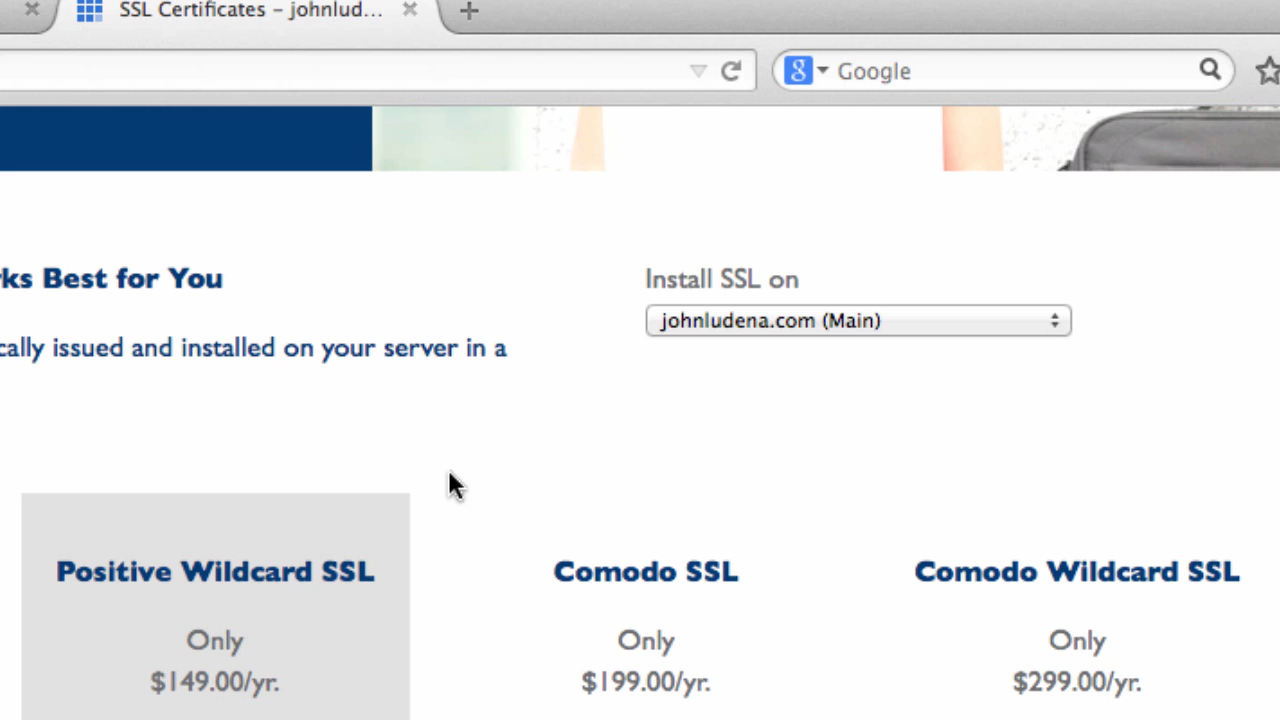 SSL Certificates – johnlud...
Google
ks Best for You
Install SSL on
johnludena.com (Main)
cally issued and installed on your server in a
Positive Wildcard SSL
Comodo SSL
Comodo Wildcard SSL
Only
Only
Only
$149.00/yr.
$199.00/yr.
$299.00/yr.